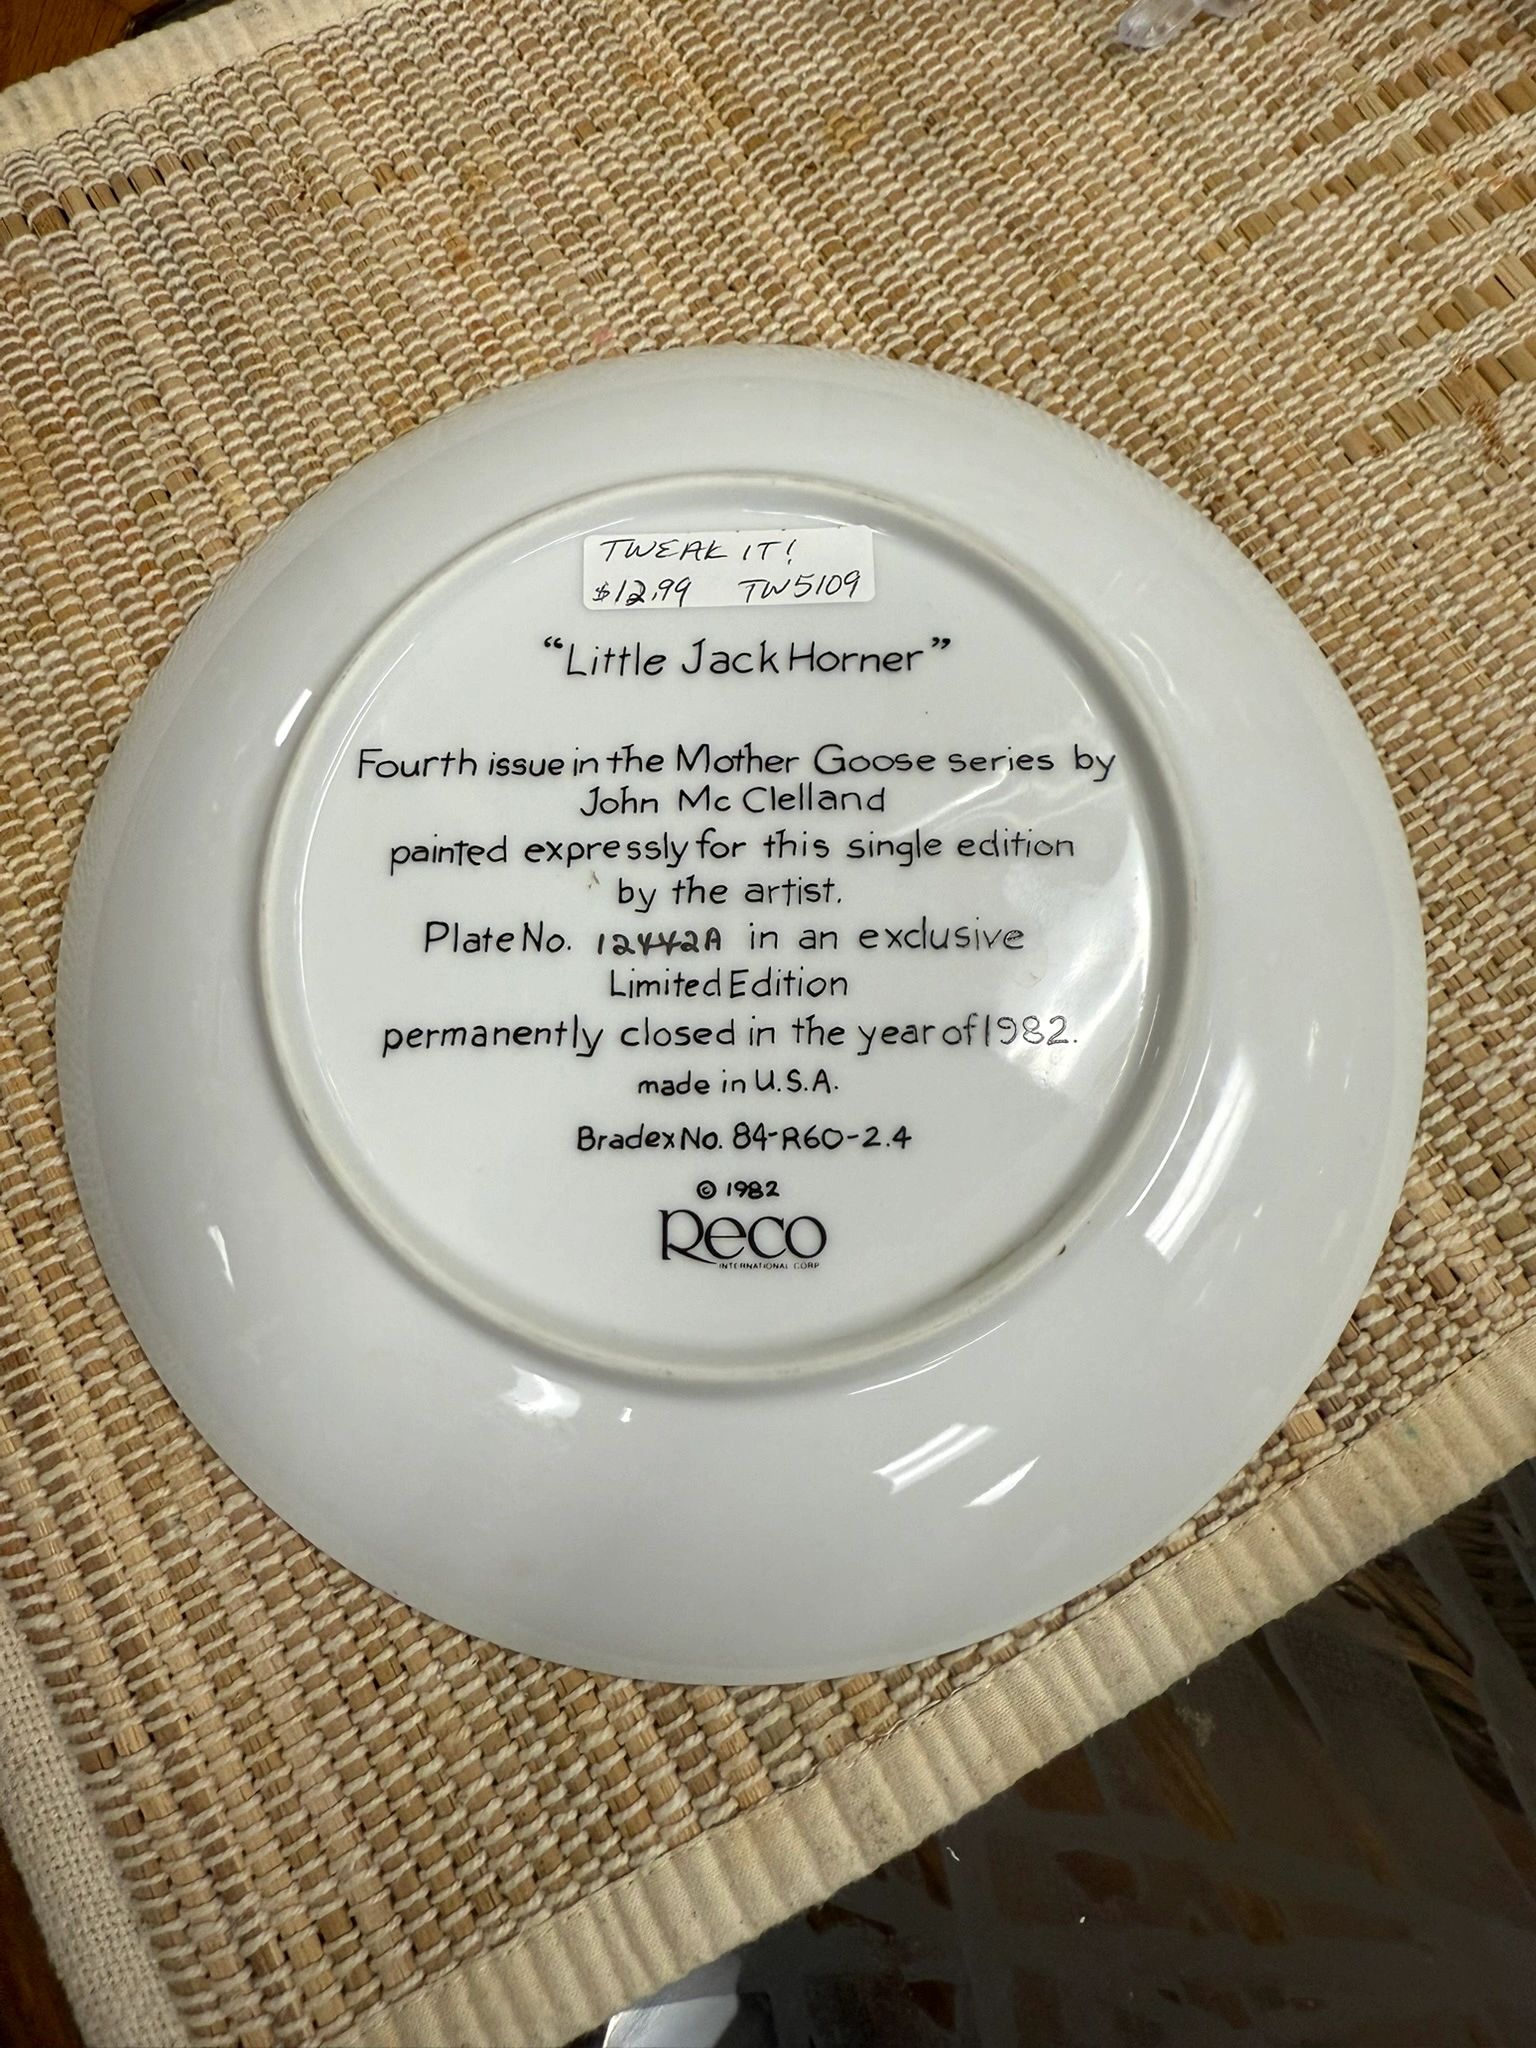 TWEAK IT!
$12.99 TW5109
“Little Jack Horner”
Fourth issue in the Mother Goose series by
John Mc Clelland
painted expressly for this single edition
by the artist.
Plate No. 12442A in an exclusive
Limited Edition
permanently closed in the year of 1982.
made in U.S.A.
Bradex No. 84-R60-2.4
© 1982
Reco
INTERNATIONAL CORP